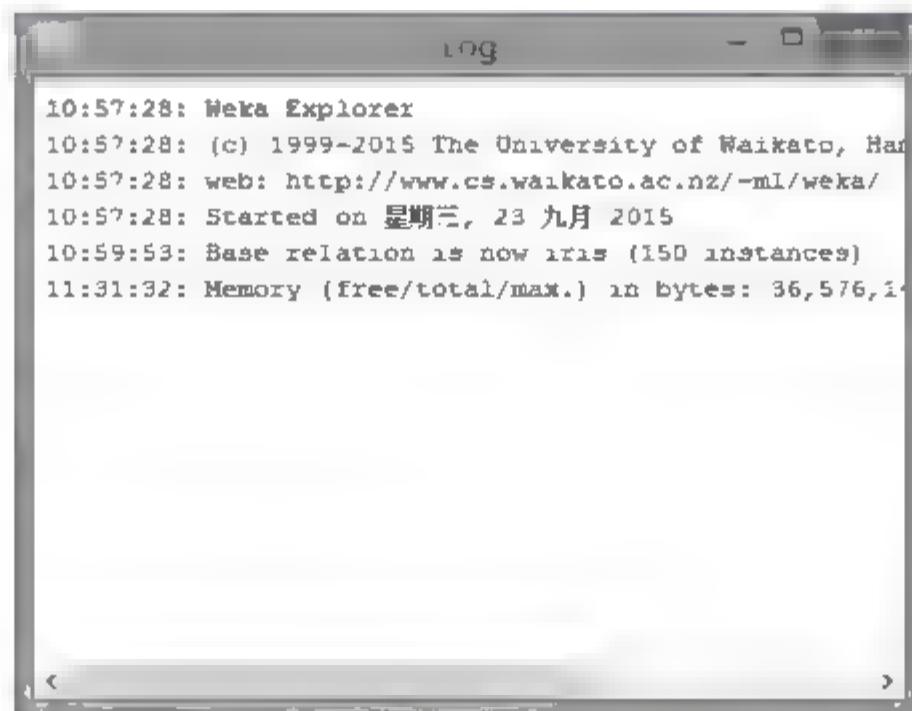 Log
10:57:28: Weka Explorer
10:57:28: (c) 1999-2015 The University of Waikato, Ham
10:57:28: web: http://www.cs.waikato.ac.nz/~ml/weka/
10:57:28: Started on 星期三, 23 九月 2015
10:59:53: Base relation is now iris (150 instances)
11:31:32: Memory (free/total/max.) in bytes: 36,576,1